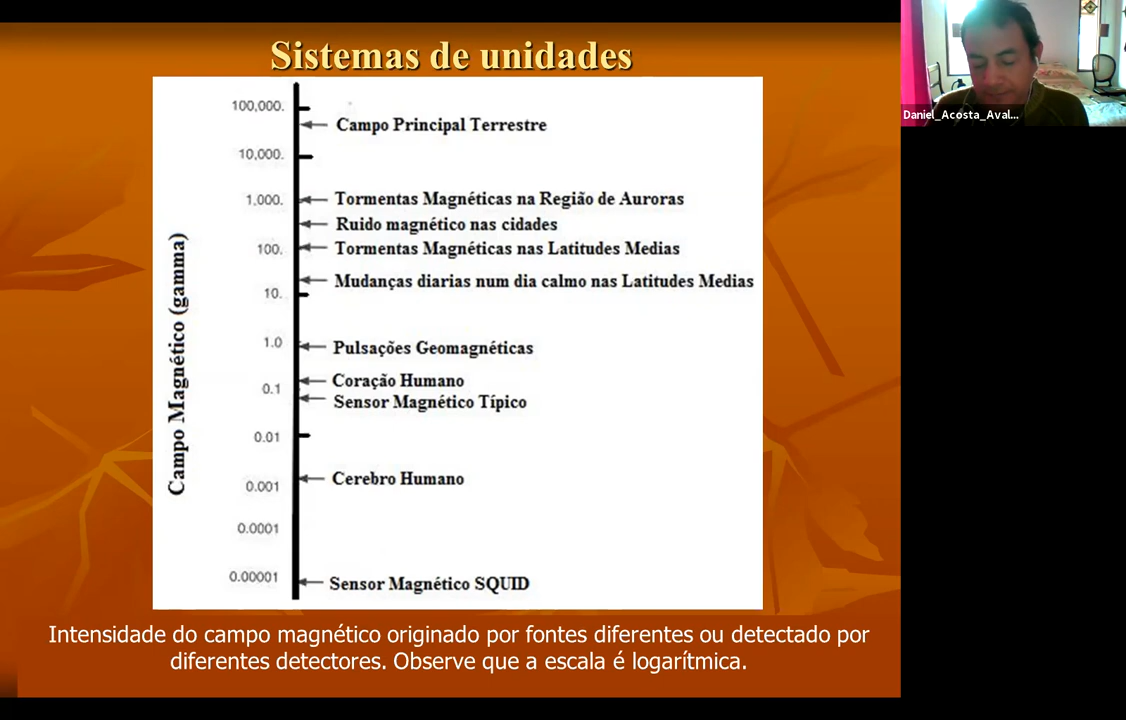 Sistemas de unidades
Campo Magnético (gamma)
100,000.
Campo Principal Terrestre
10,000.
1,000.
Tormentas Magnéticas na Região de Auroras
Ruido magnético nas cidades
100.
Tormentas Magnéticas nas Latitudes Medias
Mudanças diarias num dia calmo nas Latitudes Medias
10.
1.0
Pulsações Geomagnéticas
Coração Humano
0.1
Sensor Magnético Típico
0.01
Cerebro Humano
0.001
0.0001
0.00001
Sensor Magnético SQUID
Intensidade do campo magnético originado por fontes diferentes ou detectado por
diferentes detectores. Observe que a escala é logarítmica.
Daniel_Acosta_Aval...